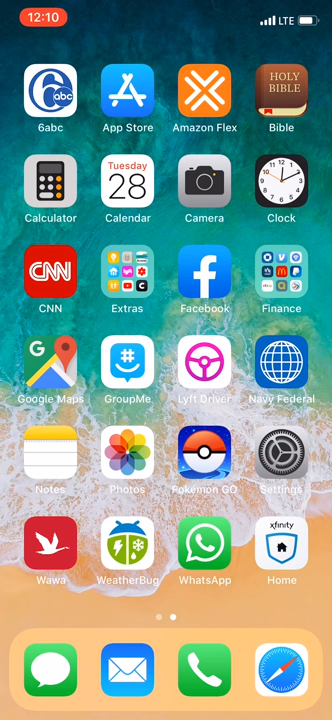 12:10
LTE
6abc
App Store
Amazon Flex
HOLY
BIBLE
Bible
Calculator
Tuesday
28
Calendar
Camera
Clock
CNN
CNN
Extras
Facebook
Finance
G
Google Maps
GroupMe
Lyft Driver
Navy Federal
Notes
Photos
Pokémon GO
Settings
xfinity
Wawa
WeatherBug
WhatsApp
Home